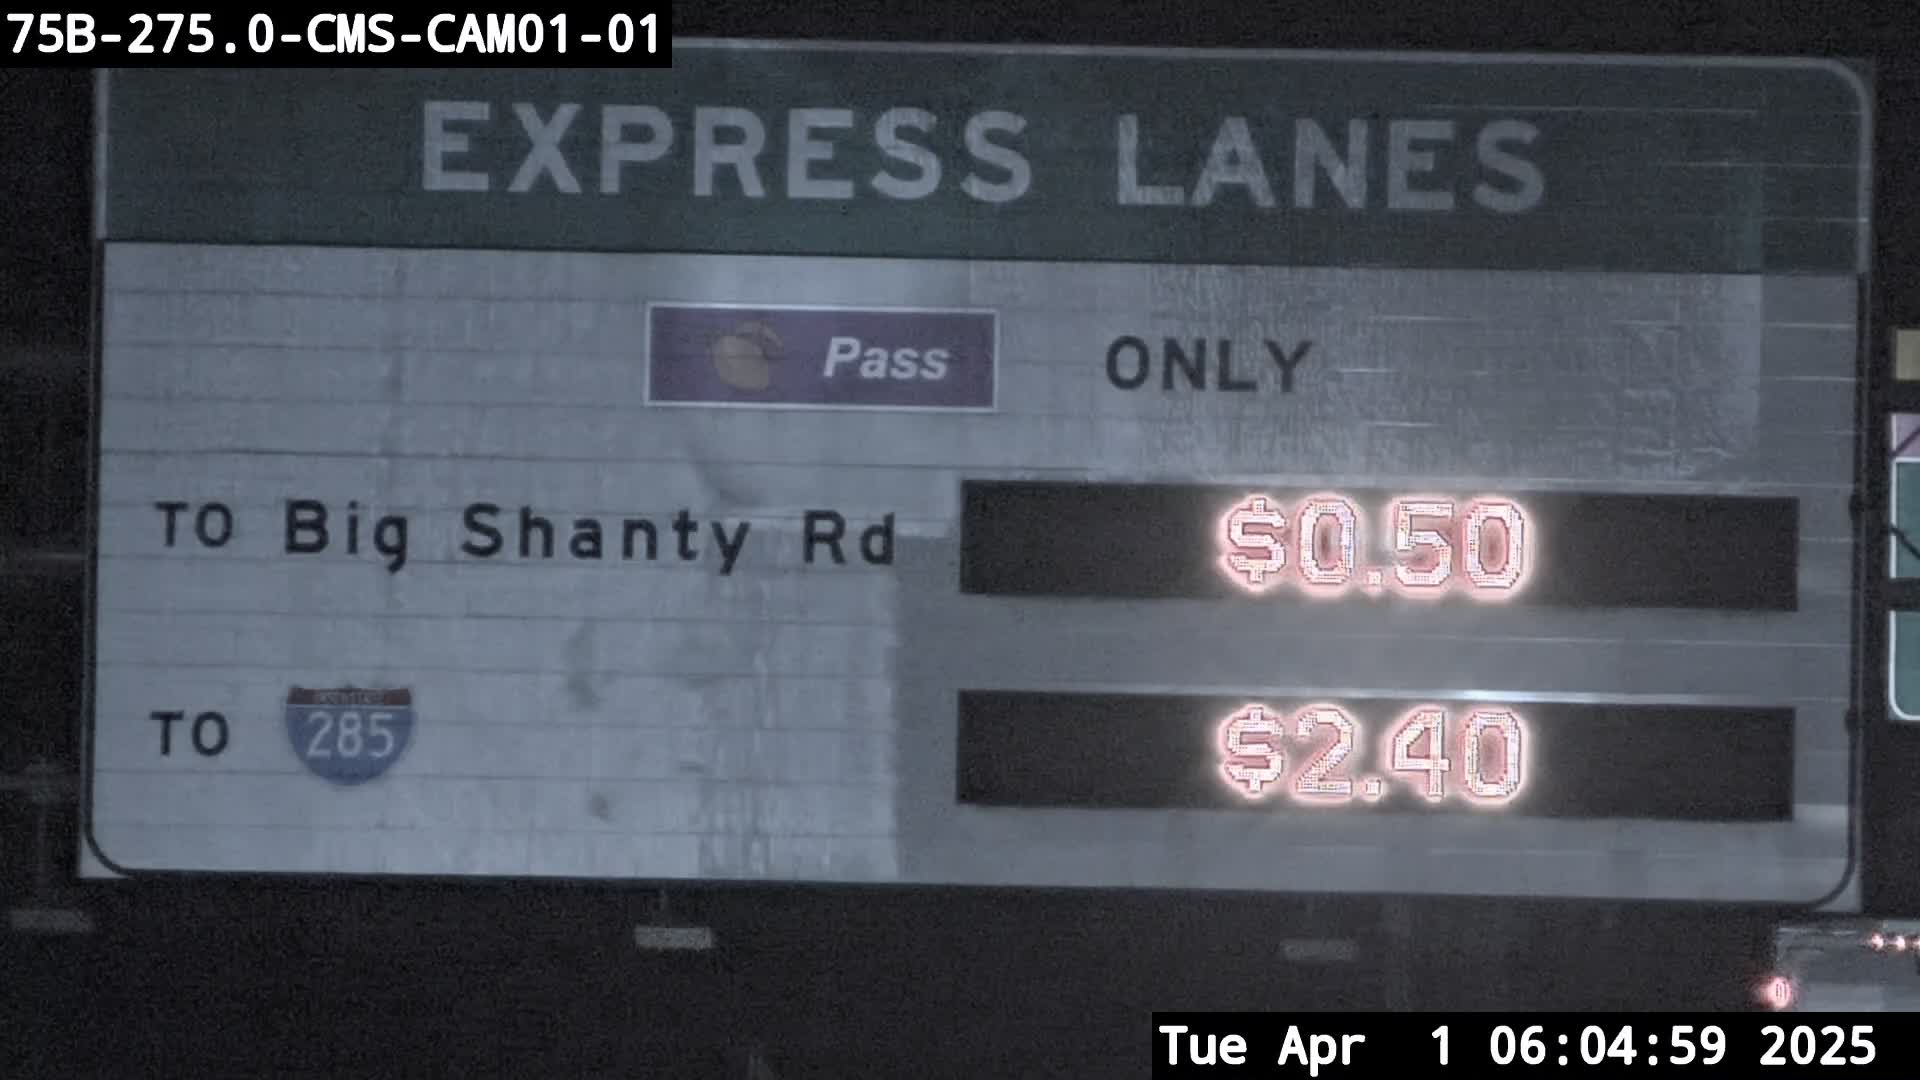 75B-275.0-CMS-CAM01-01
EXPRESS LANES
Pass ONLY
TO Big Shanty Rd $0.50
TO 285 $2.40
Tue Apr 1 06:04:59 2025